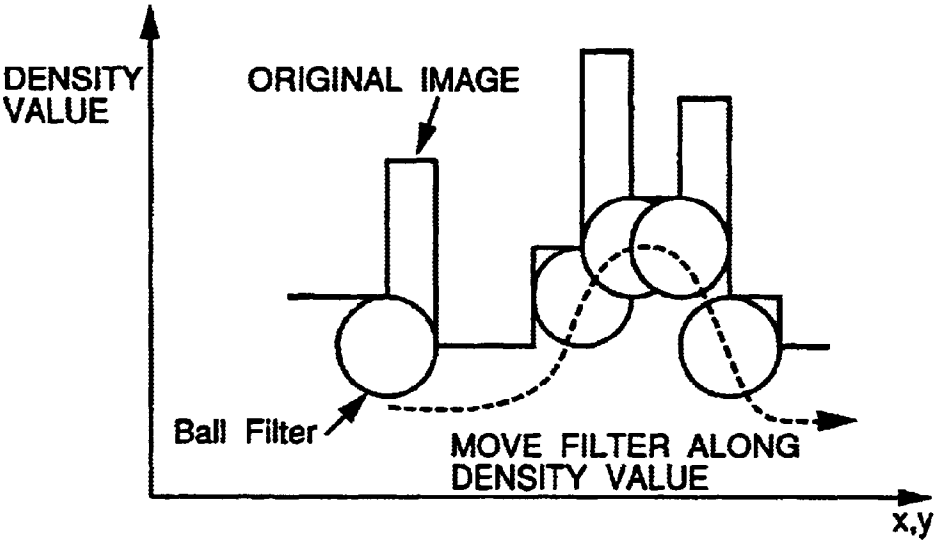 DENSITY
VALUE
ORIGINAL IMAGE
Ball Filter
MOVE FILTER ALONG
DENSITY VALUE
x,y